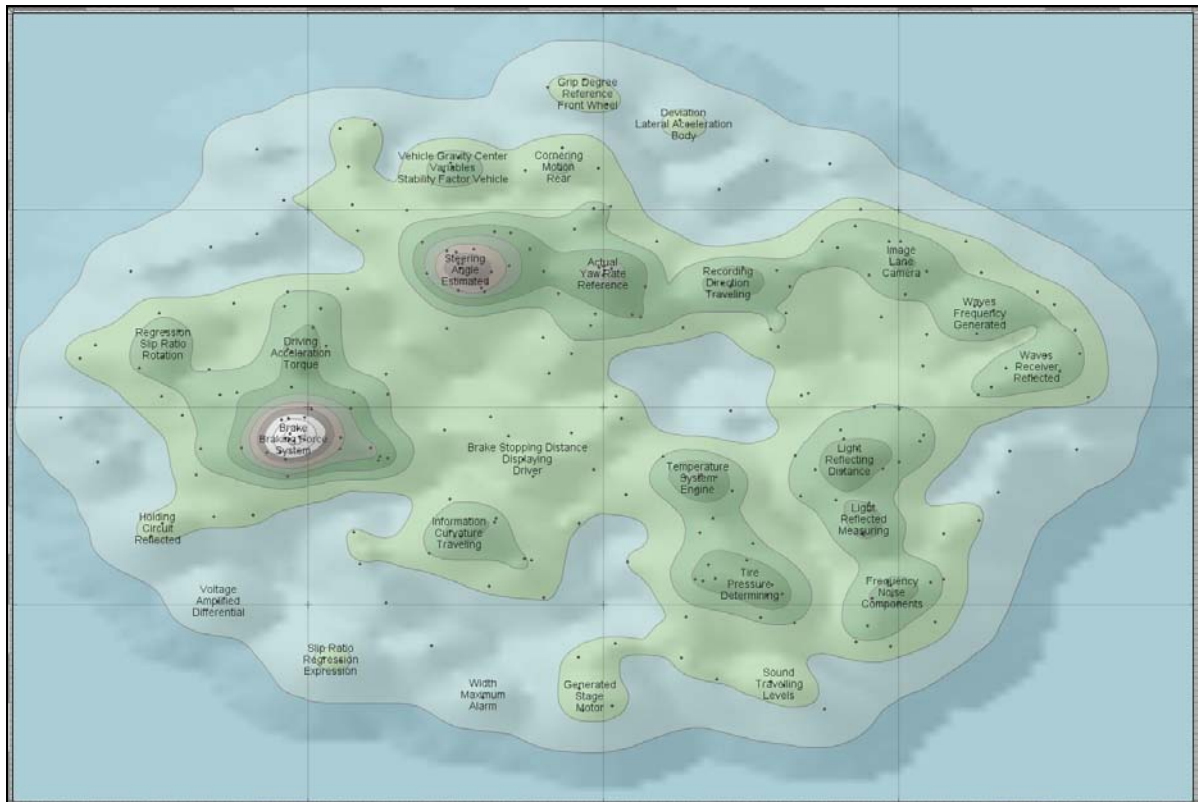 Grip Degree
Reference
Front Wheel
Deviation
Lateral Acceleration
Body
Vehicle Gravity Center
Variables
Stability Factor Vehicle
Cornering
Motion
Rear
Steering
Angle
Estimated
Actual
Yaw Rate
Reference
Recording
Direction
Traveling
Image
Lane
Camera
Waves
Frequency
Generated
Regression
Slip Ratio
Rotation
Driving
Acceleration
Torque
Waves
Receiver
Reflected
Brake
Braking Force
System
Brake Stopping Distance
Displaying
Driver
Temperature
System
Engine
Light
Reflecting
Distance
Holding
Circuit
Reflected
Information
Curvature
Traveling
Light
Reflected
Measuring
Voltage
Amplified
Differential
Tire
Pressure
Determining
Frequency
Noise
Components
Slip Ratio
Regression
Expression
Width
Maximum
Alarm
Generated
Stage
Motor
Sound
Travelling
Levels